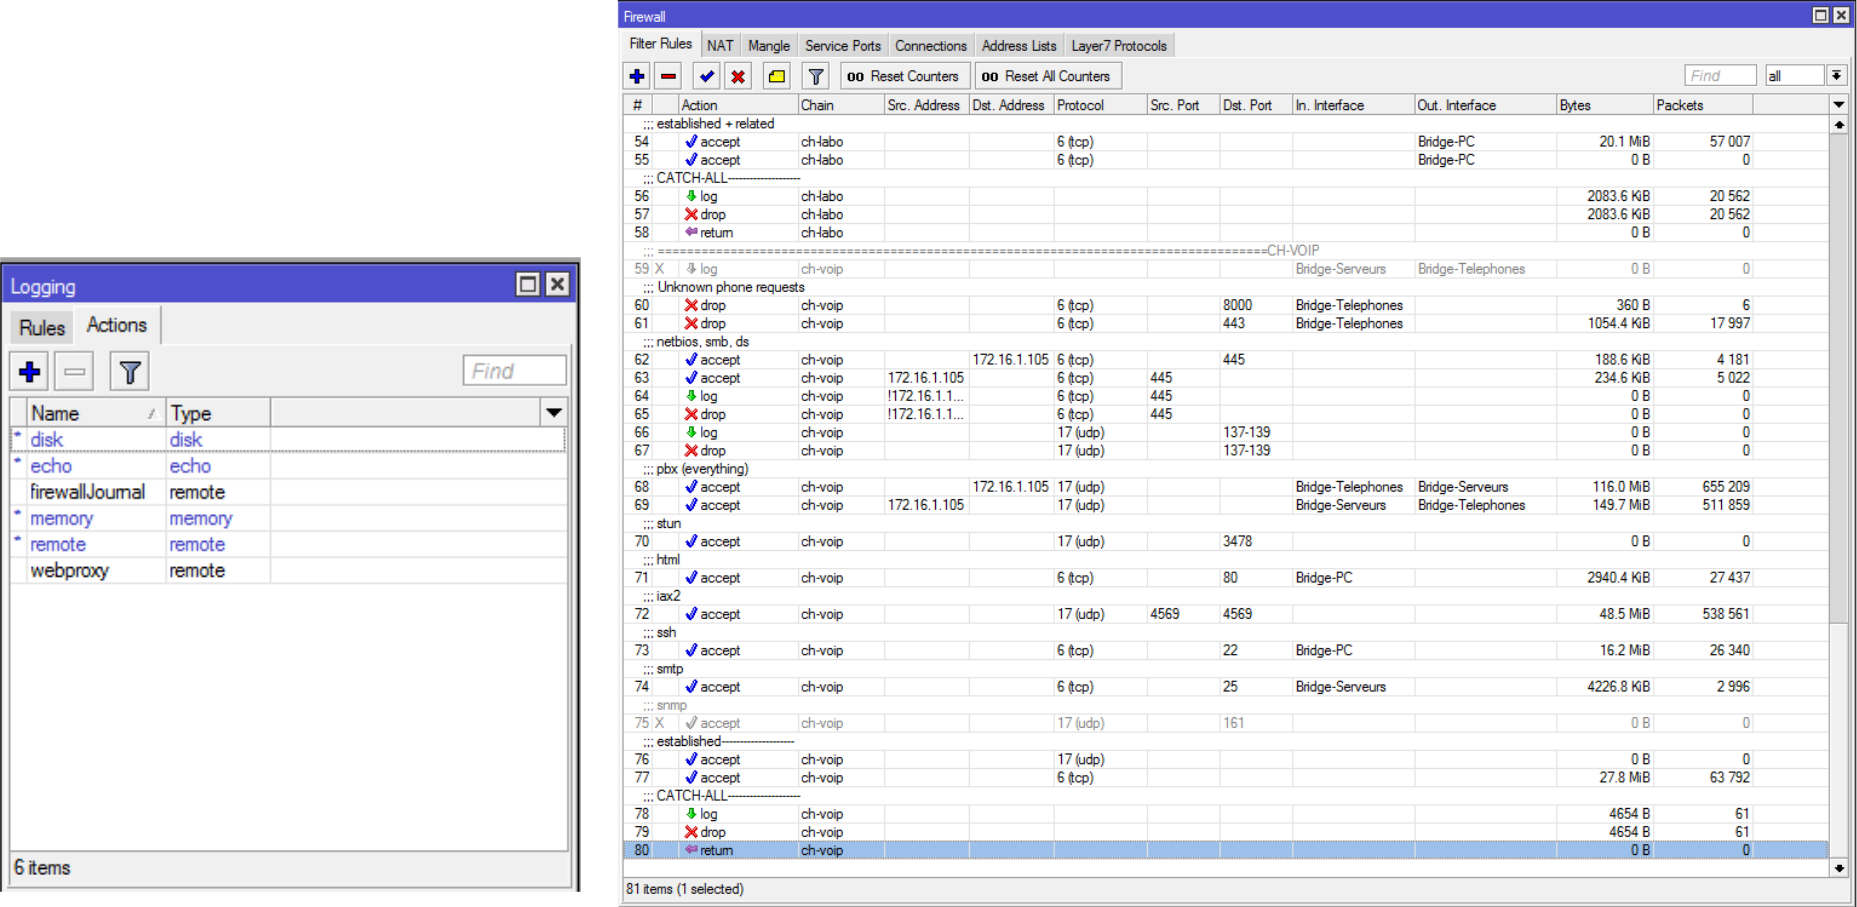 Logging
Rules Actions
Find
Name Type
* disk disk
* echo echo
firewallJournal remote
* memory memory
* remote remote
webproxy remote
6 items
Firewall
Filter Rules NAT Mangle Service Ports Connections Address Lists Layer7 Protocols
00 Reset Counters 00 Reset All Counters Find all
# Action Chain Src. Address Dst. Address Protocol Src. Port Dst. Port In. Interface Out. Interface Bytes Packets
;;; established + related
54 accept ch-labo 6 (tcp) Bridge-PC 20.1 MiB 57 007
55 accept ch-labo 6 (tcp) Bridge-PC 0 B 0
;;; CATCH-ALL--------------------
56 log ch-labo 2083.6 KiB 20 562
57 drop ch-labo 2083.6 KiB 20 562
58 return ch-labo 0 B 0
;;; =====================================================================================CH-VOIP
59 X log ch-voip Bridge-Serveurs Bridge-Telephones 0 B 0
;;; Unknown phone requests
60 drop ch-voip 6 (tcp) 8000 Bridge-Telephones 360 B 6
61 drop ch-voip 6 (tcp) 443 Bridge-Telephones 1054.4 KiB 17 997
;;; netbios, smb, ds
62 accept ch-voip 172.16.1.105 6 (tcp) 445 188.6 KiB 4 181
63 accept ch-voip 172.16.1.105 6 (tcp) 445 234.6 KiB 5 022
64 log ch-voip !172.16.1.1... 6 (tcp) 445 0 B 0
65 drop ch-voip !172.16.1.1... 6 (tcp) 445 0 B 0
66 log ch-voip 17 (udp) 137-139 0 B 0
67 drop ch-voip 17 (udp) 137-139 0 B 0
;;; pbx (everything)
68 accept ch-voip 172.16.1.105 17 (udp) Bridge-Telephones Bridge-Serveurs 116.0 MiB 655 209
69 accept ch-voip 172.16.1.105 17 (udp) Bridge-Serveurs Bridge-Telephones 149.7 MiB 511 859
;;; stun
70 accept ch-voip 17 (udp) 3478 0 B 0
;;; html
71 accept ch-voip 6 (tcp) 80 Bridge-PC 2940.4 KiB 27 437
;;; iax2
72 accept ch-voip 17 (udp) 4569 4569 48.5 MiB 538 561
;;; ssh
73 accept ch-voip 6 (tcp) 22 Bridge-PC 16.2 MiB 26 340
;;; smtp
74 accept ch-voip 6 (tcp) 25 Bridge-Serveurs 4226.8 KiB 2 996
;;; snmp
75 X accept ch-voip 17 (udp) 161 0 B 0
;;; established--------------------
76 accept ch-voip 17 (udp) 0 B 0
77 accept ch-voip 6 (tcp) 27.8 MiB 63 792
;;; CATCH-ALL--------------------
78 log ch-voip 4654 B 61
79 drop ch-voip 4654 B 61
80 return ch-voip 0 B 0
81 items (1 selected)